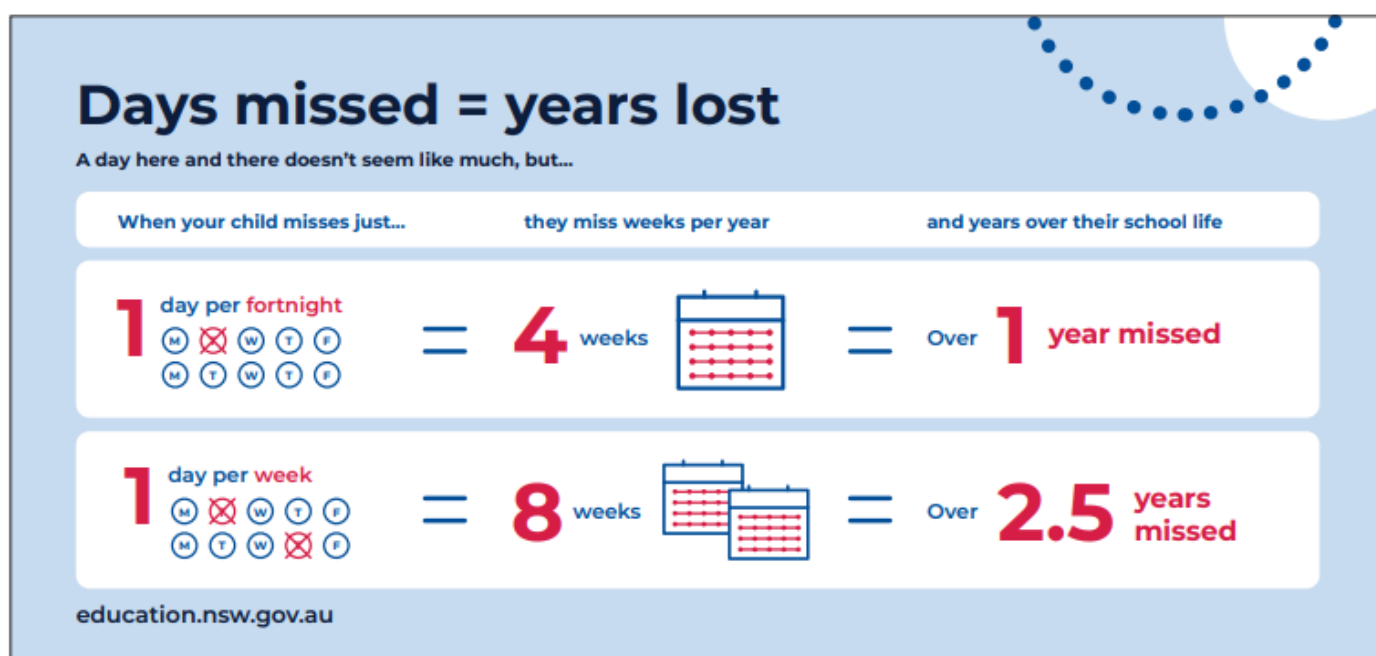 Days missed = years lost
A day here and there doesn't seem like much, but...
When your child misses just... they miss weeks per year and years over their school life
1 day per fortnight
M T W T F
M T W T F
= 4 weeks = Over 1 year missed
1 day per week
M T W T F
M T W T F
= 8 weeks = Over 2.5 years missed
education.nsw.gov.au